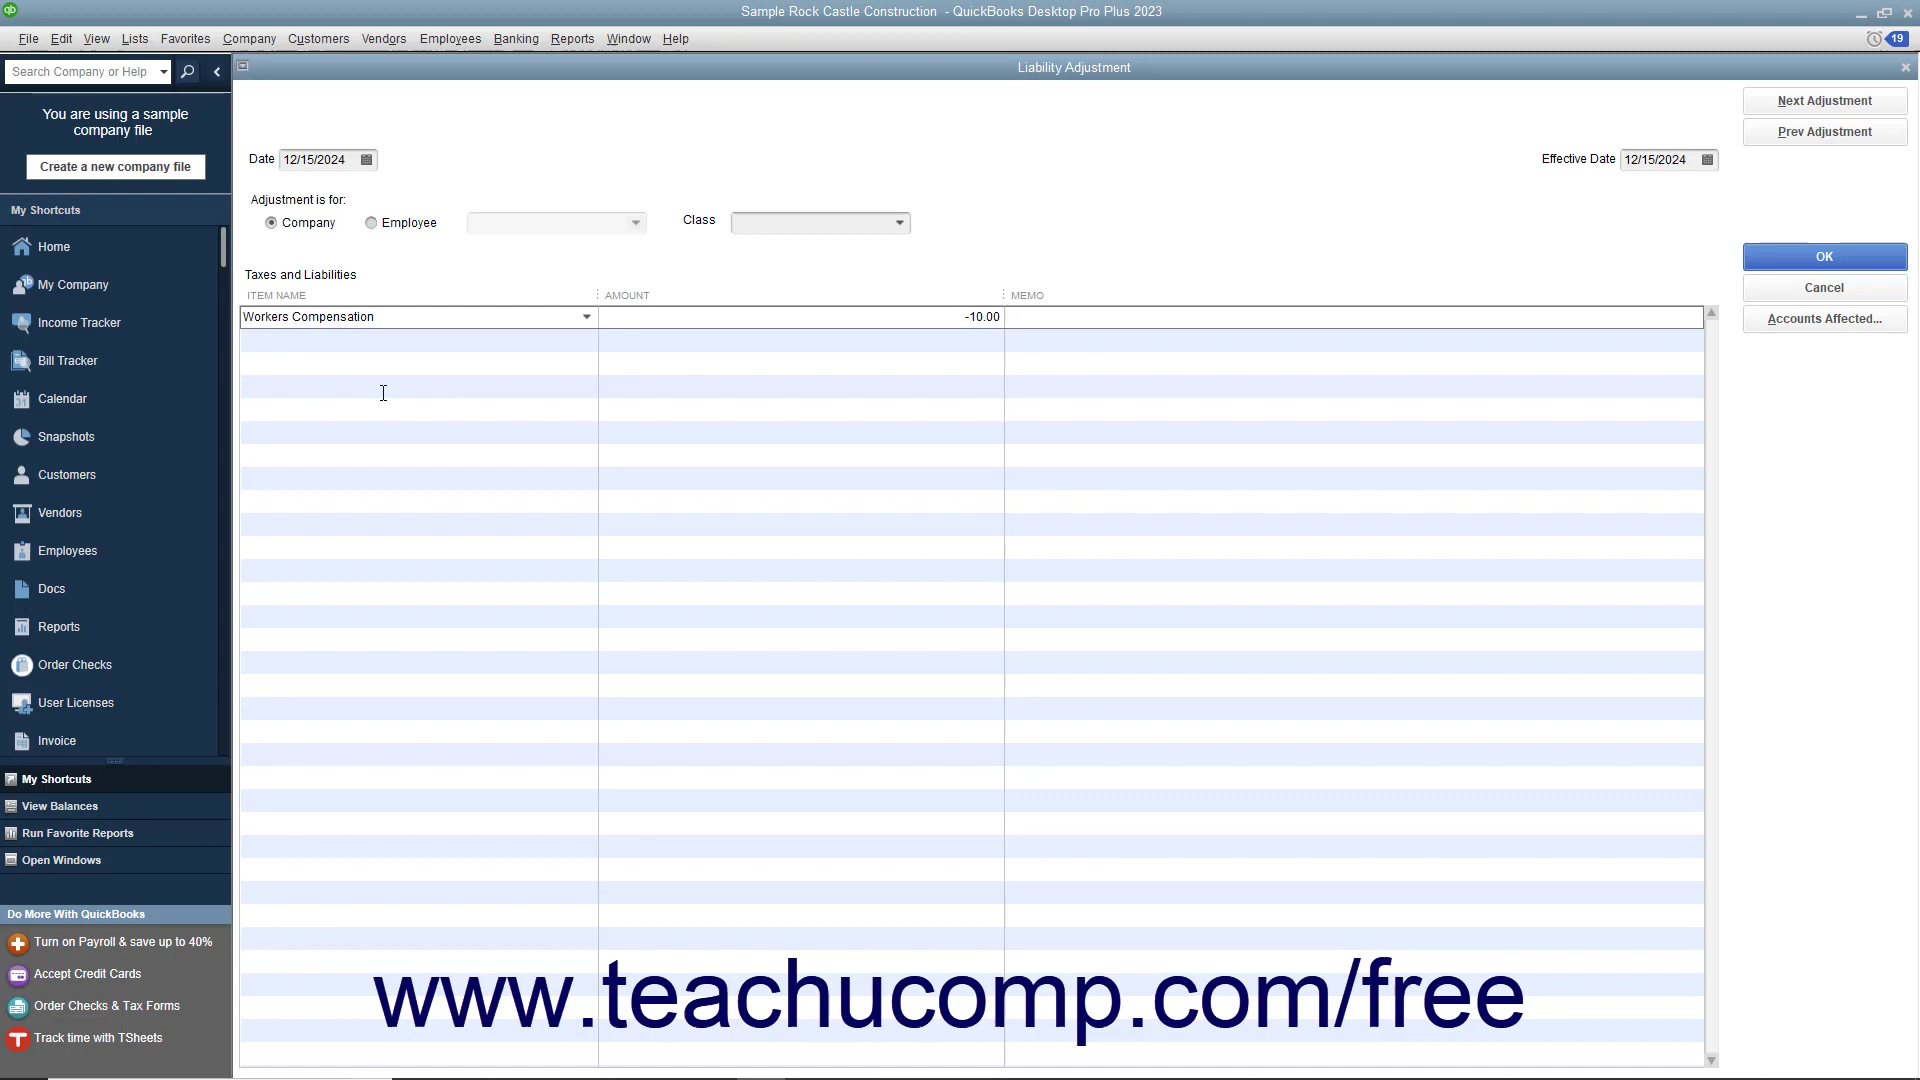 Sample Rock Castle Construction - QuickBooks Desktop Pro Plus 2023
File Edit View Lists Favorites Company Customers Vendors Employees Banking Reports Window Help
19
Search Company or Help
Liability Adjustment
You are using a sample
company file
Create a new company file
Next Adjustment
Prev Adjustment
Date 12/15/2024
Effective Date 12/15/2024
Adjustment is for:
Company
Employee
Class
OK
Cancel
Accounts Affected...
Taxes and Liabilities
ITEM NAME AMOUNT MEMO
Workers Compensation -10.00
My Shortcuts
Home
My Company
Income Tracker
Bill Tracker
Calendar
Snapshots
Customers
Vendors
Employees
Docs
Reports
Order Checks
User Licenses
Invoice
My Shortcuts
View Balances
Run Favorite Reports
Open Windows
Do More With QuickBooks
Turn on Payroll & save up to 40%
Accept Credit Cards
Order Checks & Tax Forms
Track time with TSheets
www.teachucomp.com/free